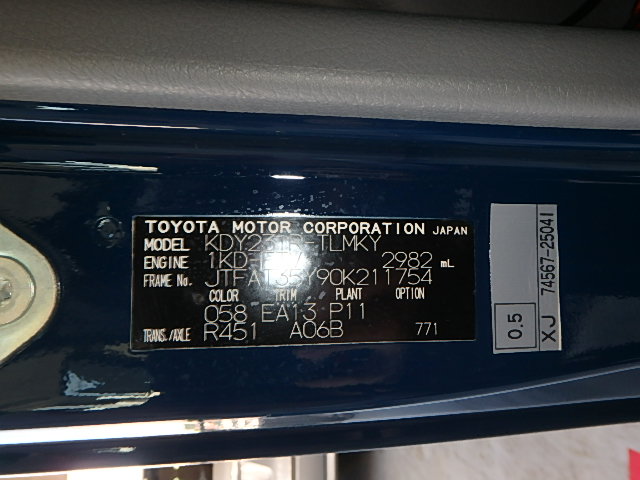 TOYOTA MOTOR CORPORATION JAPAN
MODEL
ENGINE 2982 mL
FRAME No.
COLOR TRIM PLANT OPTION
058 EA13 P11
TRANS./AXLE R451 A06B 771
0.5
XJ 74567-25041